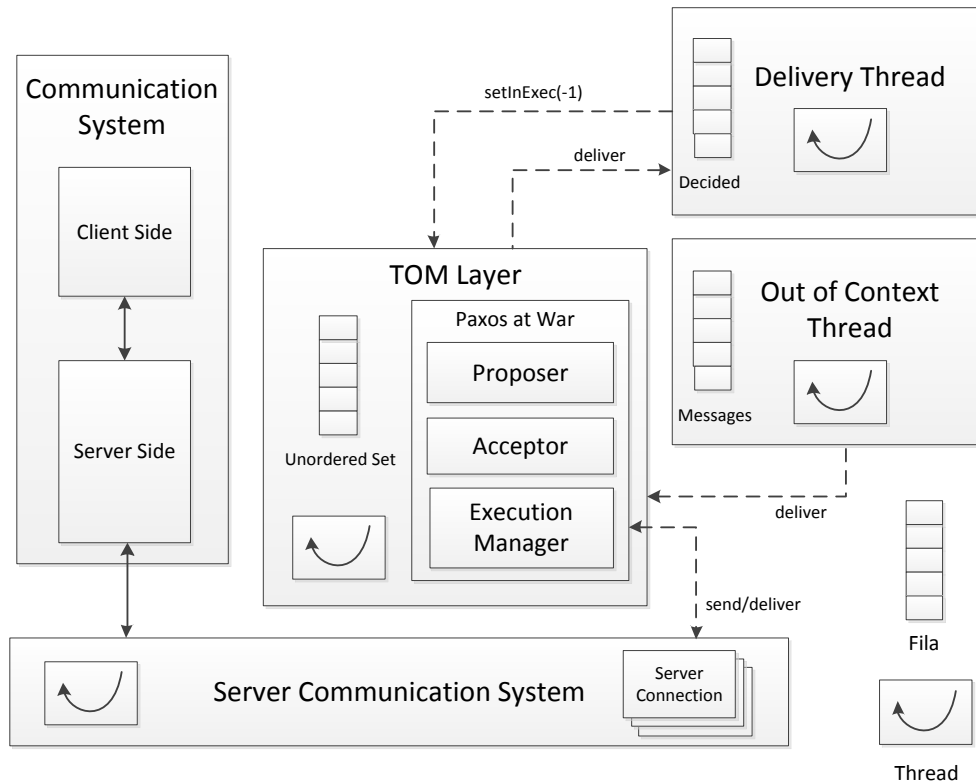 Communication
System
Client Side
Server Side
setInExec(-1)
deliver
Decided
Delivery Thread
TOM Layer
Paxos at War
Proposer
Acceptor
Execution
Manager
Unordered Set
Messages
Out of Context
Thread
deliver
send/deliver
Server Communication System
Server
Connection
Fila
Thread